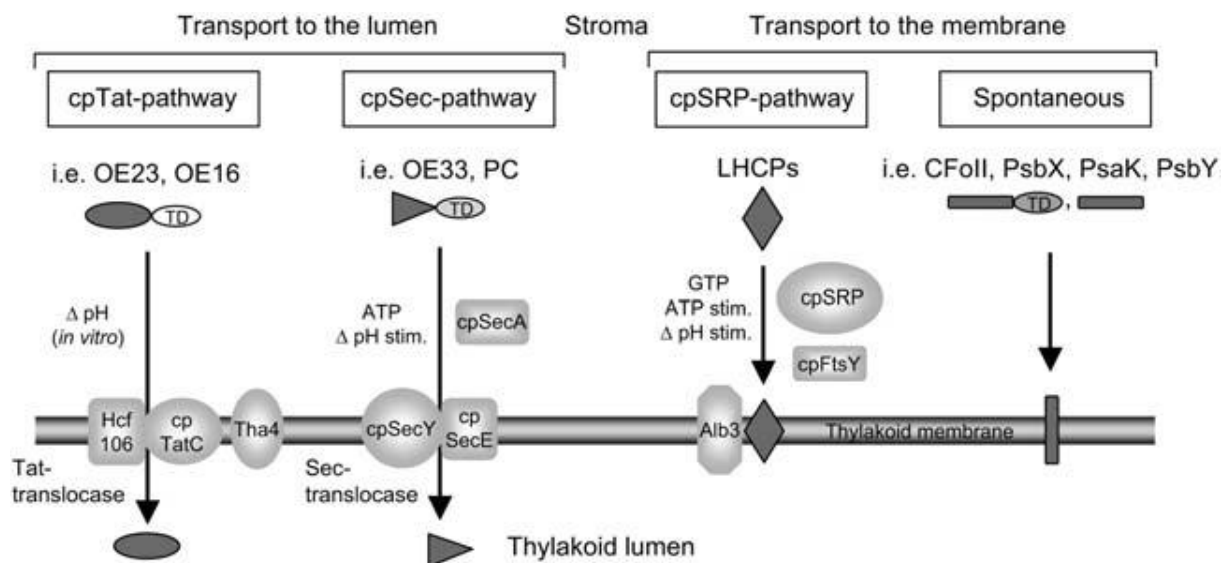 Transport to the lumen
Stroma
Transport to the membrane
cpTat-pathway
cpSec-pathway
cpSRP-pathway
Spontaneous
i.e. OE23, OE16
i.e. OE33, PC
LHCPs
i.e. CFoII, PsbX, PsaK, PsbY
TD
TD
TD ,
Δ pH
(in vitro)
ATP
Δ pH stim.
cpSecA
GTP
ATP stim.
Δ pH stim.
cpSRP
cpFtsY
Hcf
106
cp
TatC
Tha4
cpSecY
cp
SecE
Alb3
Thylakoid membrane
Tat-
translocase
Sec-
translocase
Thylakoid lumen